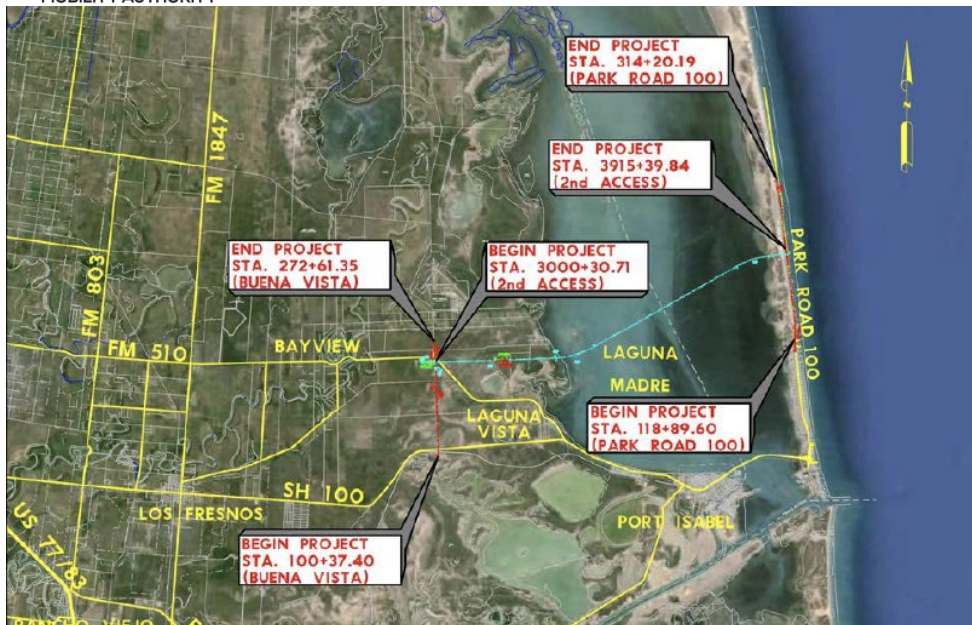 MOBILITY AUTHORITY
END PROJECT
STA. 314+20.19
(PARK ROAD 100)
END PROJECT
STA. 3915+39.84
(2nd ACCESS)
END PROJECT
STA. 272+61.35
(BUENA VISTA)
BEGIN PROJECT
STA. 3000+30.71
(2nd ACCESS)
FM 1847
FM 803
PARK ROAD 100
FM 510
BAYVIEW
LAGUNA
MADRE
LAGUNA
VISTA
BEGIN PROJECT
STA. 118+89.60
(PARK ROAD 100)
SH 100
LOS FRESNOS
PORT ISABEL
US 77/83
BEGIN PROJECT
STA. 100+37.40
(BUENA VISTA)
RANCHO VIEJO